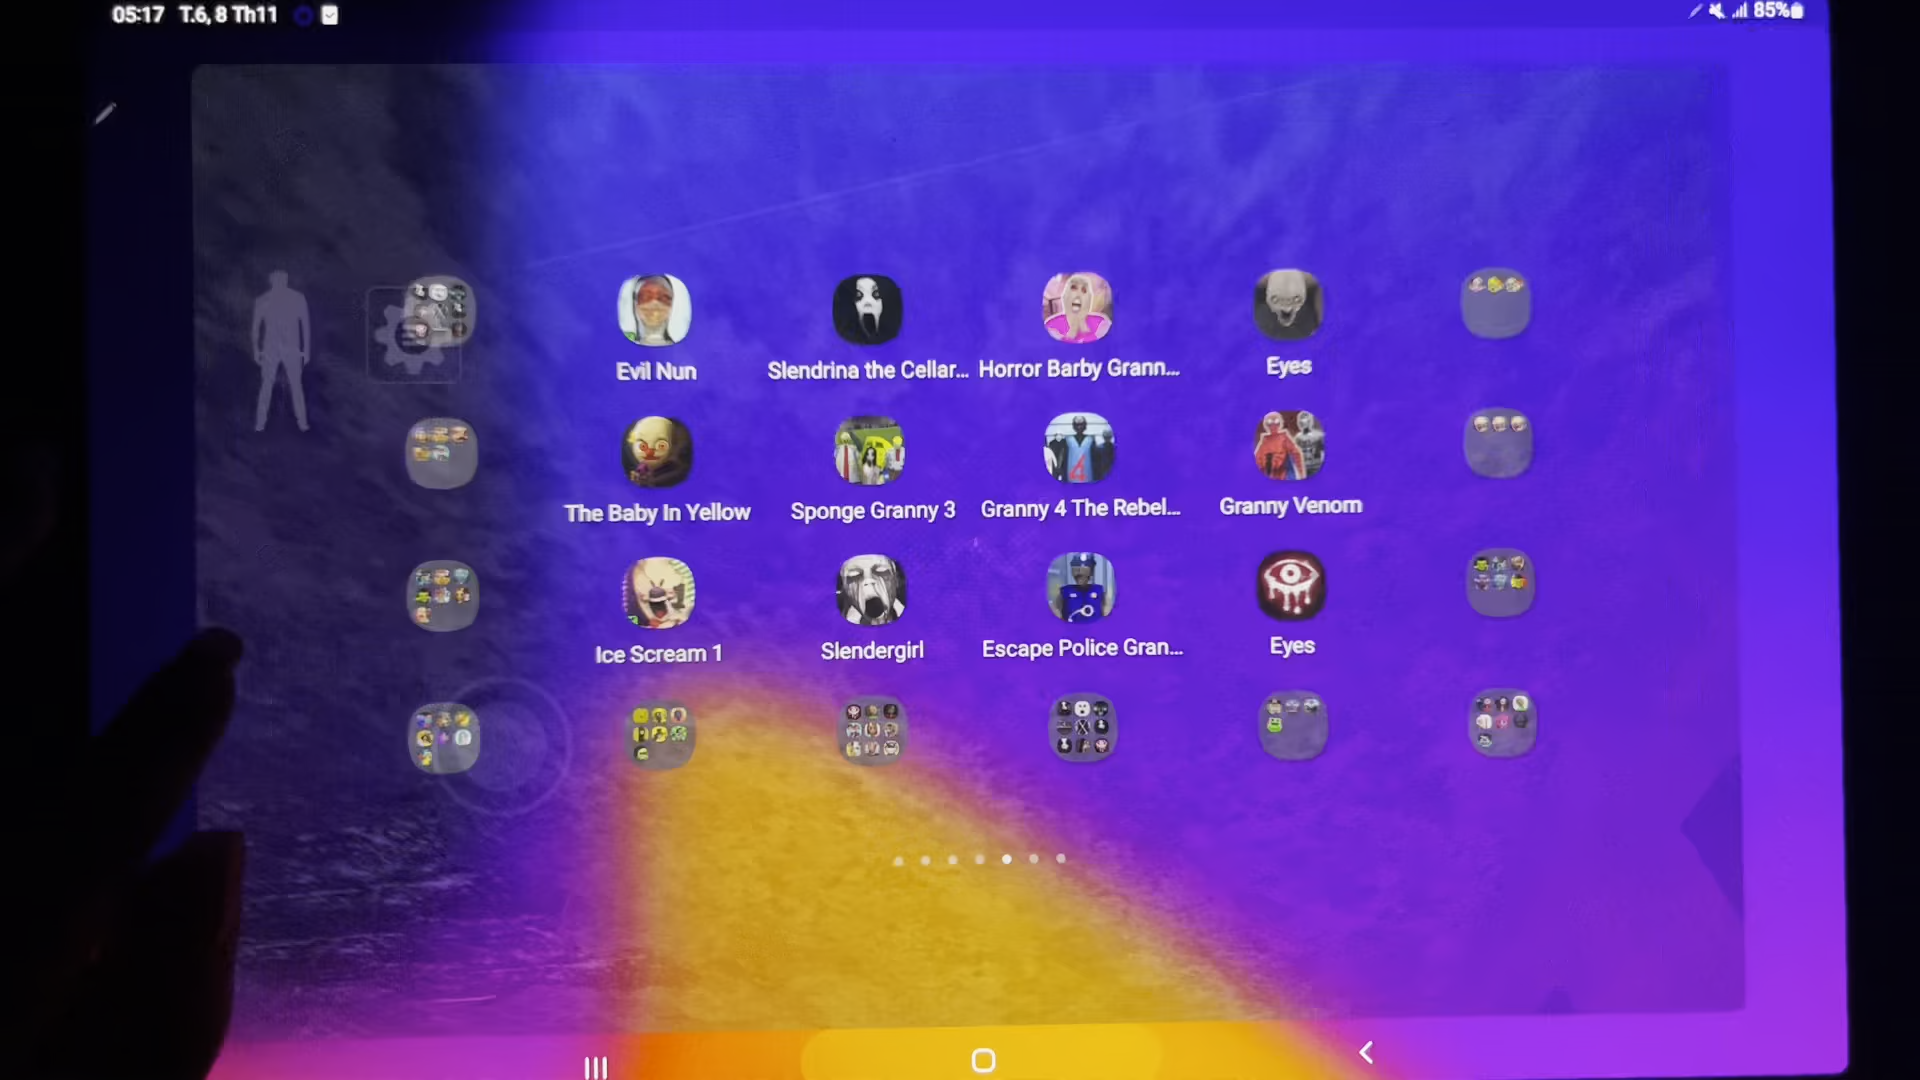 05:17 T.6, 8 Th11
85%
Evil Nun
Slendrina the Cellar...
Horror Barby Grann...
Eyes
The Baby In Yellow
Sponge Granny 3
Granny 4 The Rebel...
Granny Venom
Ice Scream 1
Slendergirl
Escape Police Gran...
Eyes